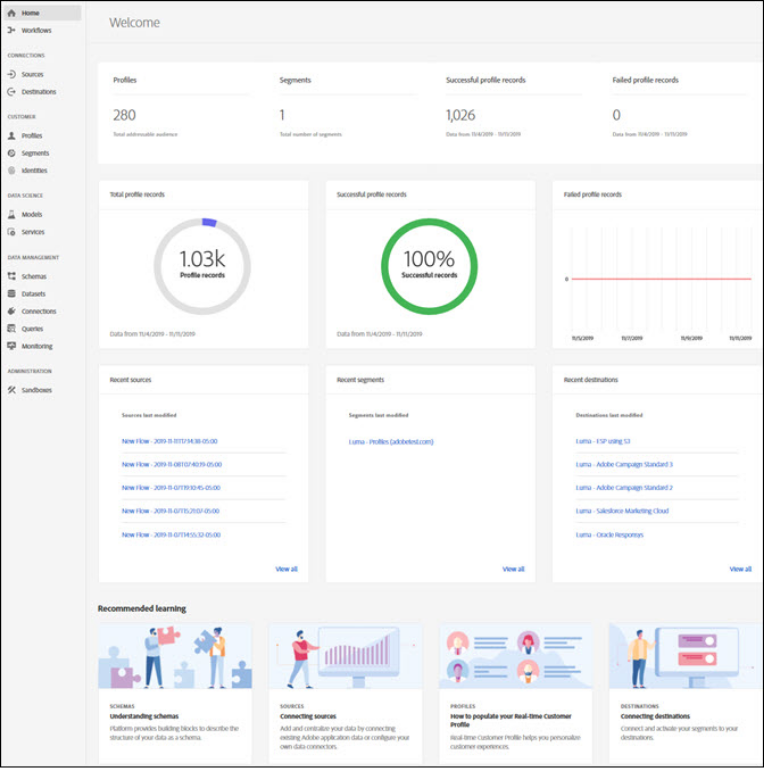 Home
Workflows
CONNECTIONS
Sources
Destinations
CUSTOMER
Profiles
Segments
Identities
DATA SCIENCE
Models
Services
DATA MANAGEMENT
Schemas
Datasets
Connections
Queries
Monitoring
ADMINISTRATION
Sandboxes
Welcome
Profiles
280
Total addressable audience
Segments
1
Total number of segments
Successful profile records
1,026
Data from 11/4/2019 - 11/11/2019
Failed profile records
0
Data from 11/4/2019 - 11/11/2019
Total profile records
1.03k
Profile records
Data from 11/4/2019 - 11/11/2019
Successful profile records
100%
Successful records
Data from 11/4/2019 - 11/11/2019
Failed profile records
0
11/5/2019 11/7/2019 11/9/2019 11/11/2019
Recent sources
Sources last modified
New Flow - 2019-11-11T17:14:38-05:00
New Flow - 2019-11-08T07:40:19-05:00
New Flow - 2019-11-07T19:10:45-05:00
New Flow - 2019-11-07T15:21:07-05:00
New Flow - 2019-11-07T14:55:32-05:00
View all
Recent segments
Segments last modified
Luma - Profiles (adobetest.com)
View all
Recent destinations
Destinations last modified
Luma - ESP using S3
Luma - Adobe Campaign Standard 3
Luma - Adobe Campaign Standard 2
Luma - Salesforce Marketing Cloud
Luma - Oracle Responsys
View all
Recommended learning
SCHEMAS
Understanding schemas
Platform provides building blocks to describe the
structure of your data as a schema.
SOURCES
Connecting sources
Add and centralize your data by connecting
existing Adobe application data or configure your
own data connectors.
PROFILES
How to populate your Real-time Customer
Profile
Real-time Customer Profile helps you personalize
customer experiences.
DESTINATIONS
Connecting destinations
Connect and activate your segments to your
destinations.